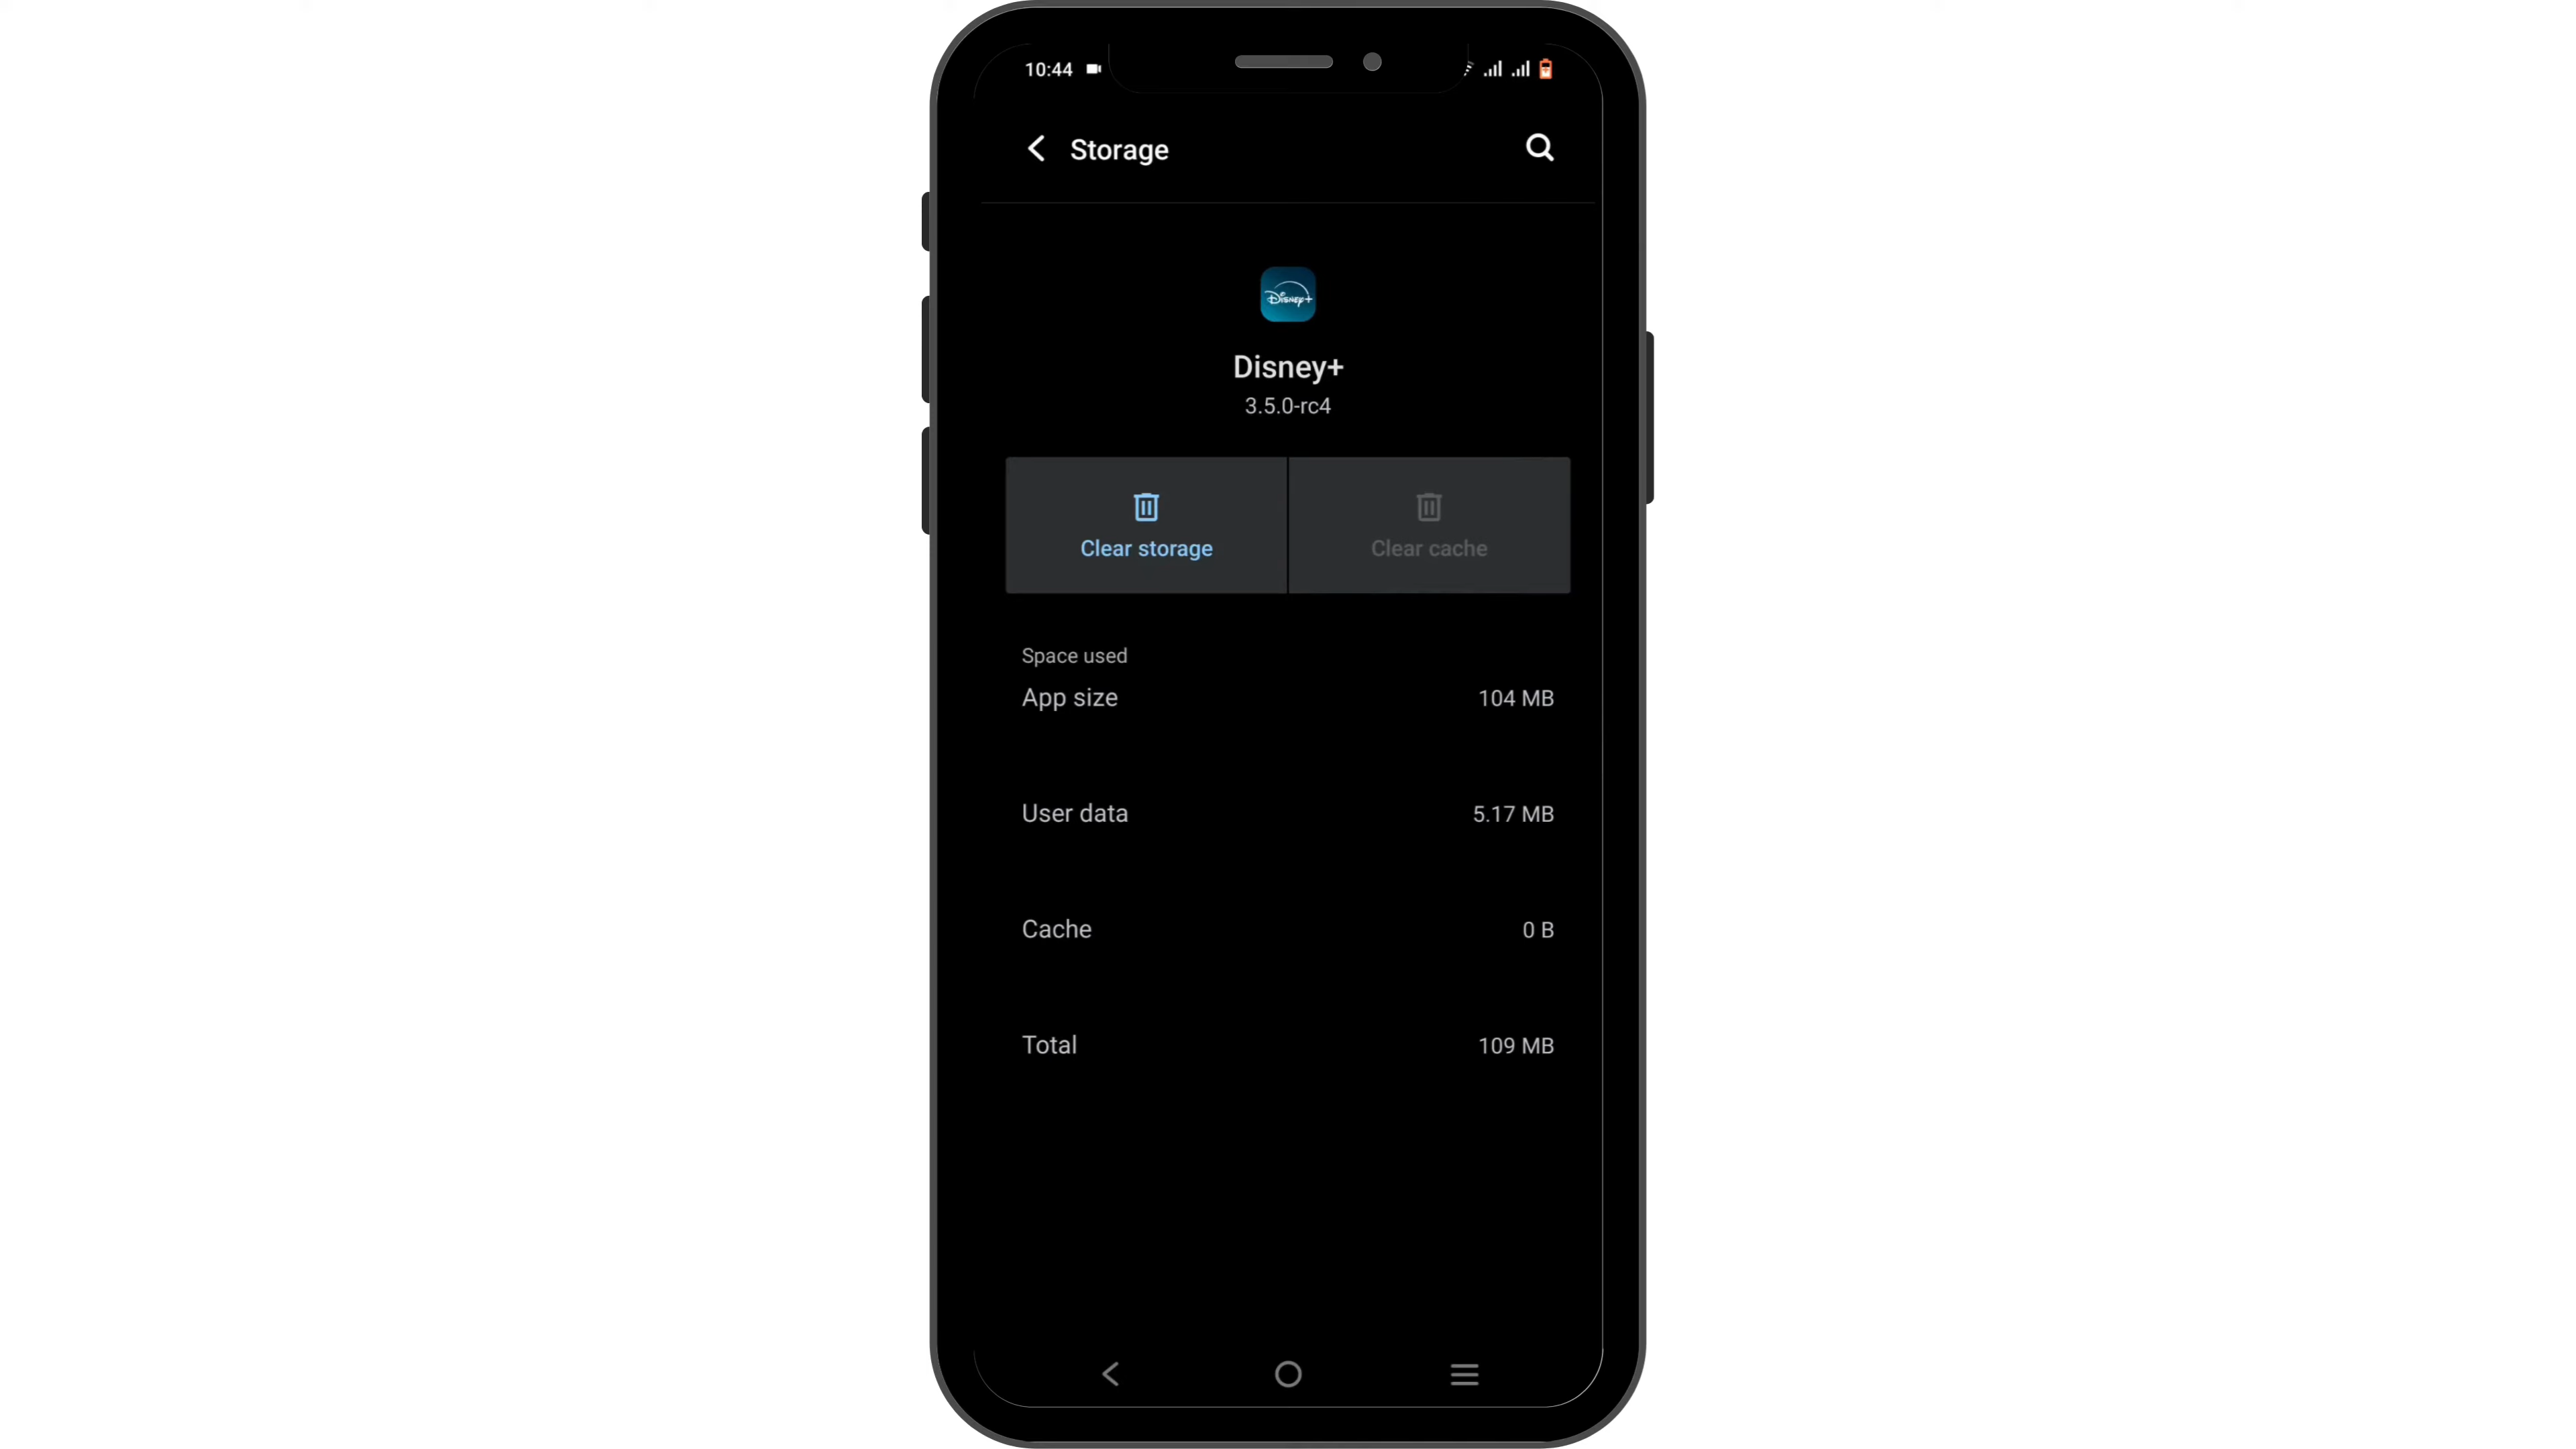 10:44
Storage
Disney+
Disney+
3.5.0-rc4
Clear storage
Clear cache
Space used
App size
104 MB
User data
5.17 MB
Cache
0 B
Total
109 MB